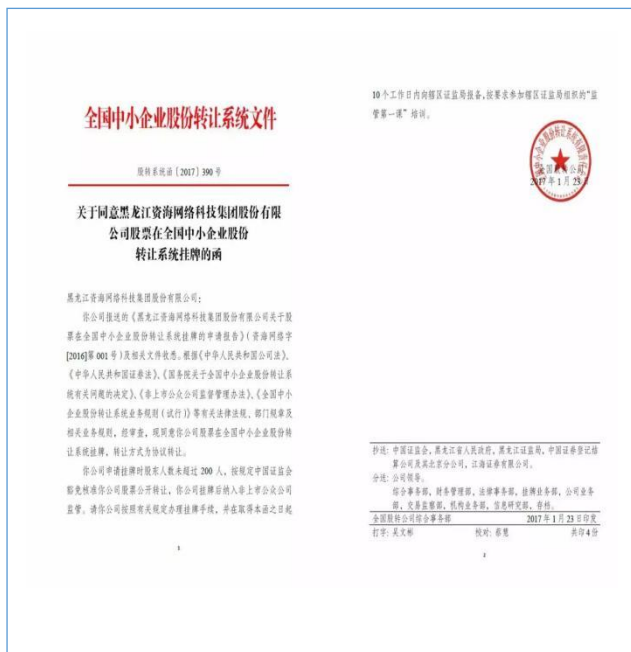 全国中小企业股份转让系统文件
股转系统函〔2017〕390 号
关于同意黑龙江资海网络科技集团股份有限
公司股票在全国中小企业股份
转让系统挂牌的函
黑龙江资海网络科技集团股份有限公司：
你公司报送的《黑龙江资海网络科技集团股份有限公司关于股
票在全国中小企业股份转让系统挂牌的申请报告》（资海网络字
[2016]第 001 号）及相关文件收悉。根据《中华人民共和国公司法》、
《中华人民共和国证券法》、《国务院关于全国中小企业股份转让系
统有关问题的决定》、《非上市公众公司监督管理办法》、《全国中小
企业股份转让系统业务规则（试行）》等有关法律法规、部门规章及
相关业务规则，经审查，现同意你公司股票在全国中小企业股份转
让系统挂牌，转让方式为协议转让。
你公司申请挂牌时股东人数未超过 200 人，按规定中国证监会
豁免核准你公司股票公开转让，你公司挂牌后纳入非上市公众公司
监管。请你公司按照有关规定办理挂牌手续，并在取得本函之日起
1
10 个工作日内向辖区证监局报备，按要求参加辖区证监局组织的“监
管第一课”培训。
全国股转公司
2017 年 1 月 23 日
抄送：中国证监会，黑龙江省人民政府，黑龙江证监局，中国证券登记结
算公司及其北京分公司，江海证券有限公司。
分送：公司领导。
综合事务部，财务管理部，法律事务部，挂牌业务部，公司业务
部，交易监察部，机构业务部，信息研究部，存档。
全国股转公司综合事务部 2017 年 1 月 23 日印发
打字：吴文彬 校对：蔡慧 共印 4 份
2